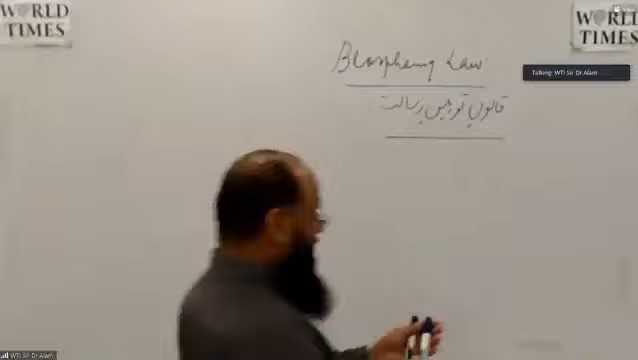 WORLD
TIMES
WORLD
TIMES
Blasphemy Law
Talking: WTI Sir Dr.Alam
قانون توہین رسالت
WTI Sir Dr.Alam